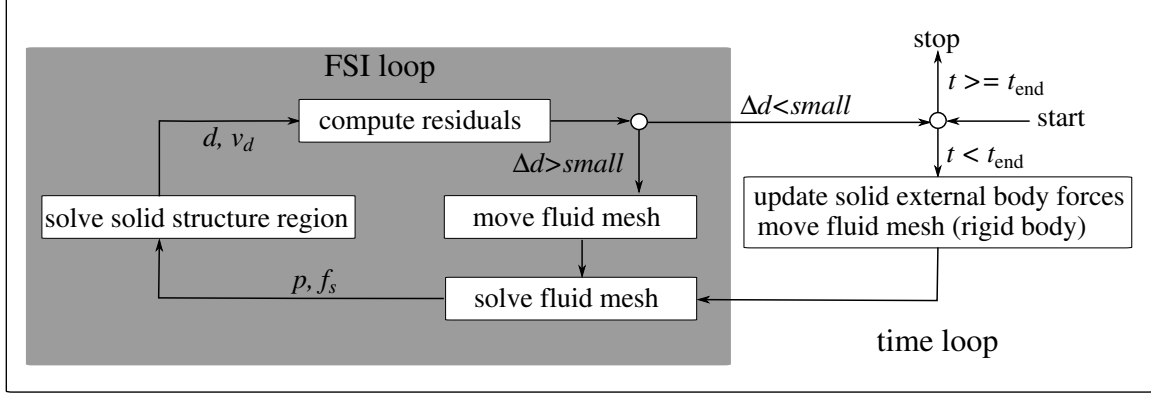 stop
FSI loop
t >= t_end
compute residuals
Δd<small
start
d, v_d
Δd>small
t < t_end
update solid external body forces
move fluid mesh (rigid body)
solve solid structure region
move fluid mesh
p, f_s
solve fluid mesh
time loop